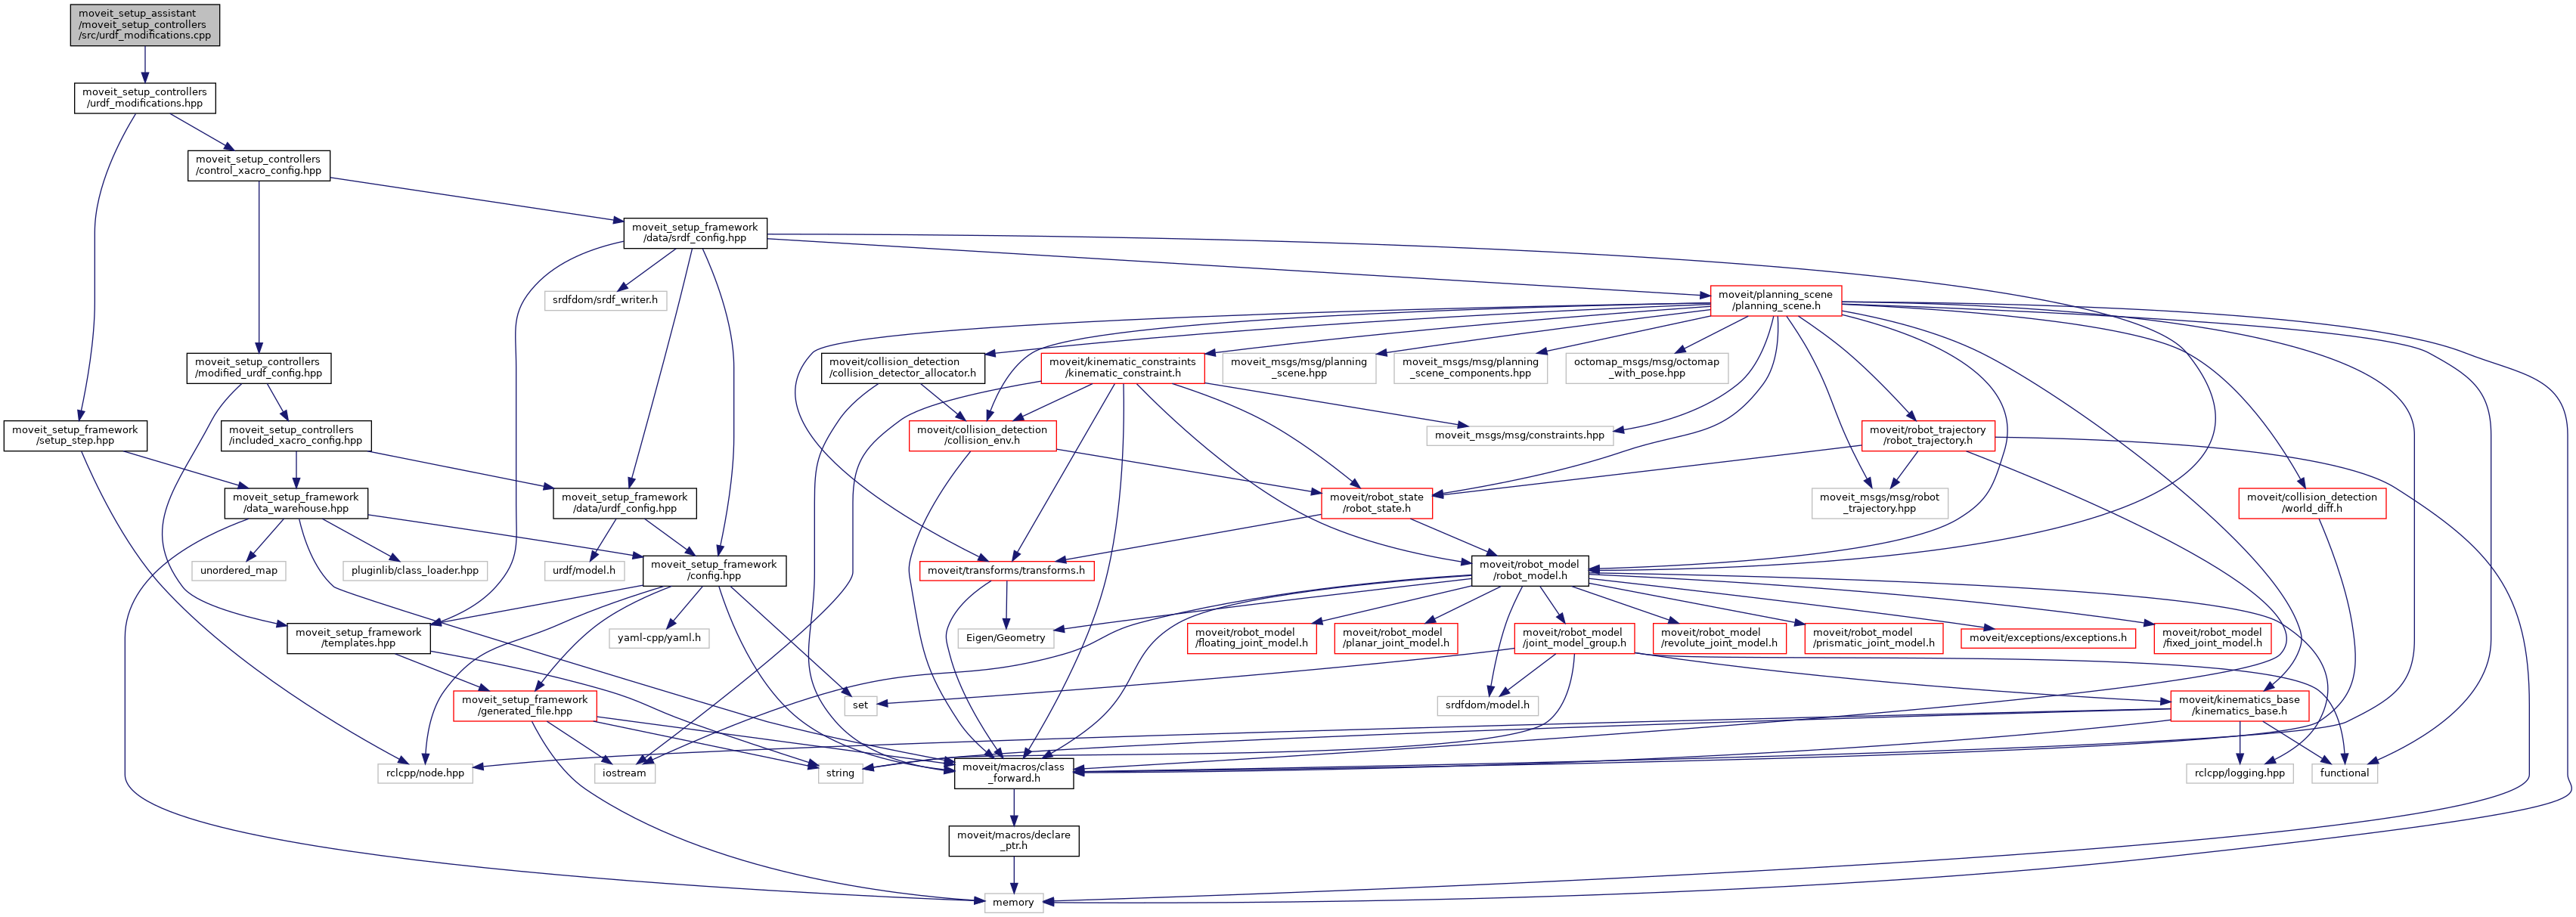 moveit_setup_assistant
/moveit_setup_controllers
/src/urdf_modifications.cpp
moveit_setup_controllers
/urdf_modifications.hpp
moveit_setup_controllers
/control_xacro_config.hpp
moveit_setup_framework
/data/srdf_config.hpp
srdfdom/srdf_writer.h
moveit/planning_scene
/planning_scene.h
moveit_setup_controllers
/modified_urdf_config.hpp
moveit/collision_detection
/collision_detector_allocator.h
moveit/kinematic_constraints
/kinematic_constraint.h
moveit_msgs/msg/planning
_scene.hpp
moveit_msgs/msg/planning
_scene_components.hpp
octomap_msgs/msg/octomap
_with_pose.hpp
moveit_setup_framework
/setup_step.hpp
moveit_setup_controllers
/included_xacro_config.hpp
moveit/collision_detection
/collision_env.h
moveit_msgs/msg/constraints.hpp
moveit/robot_trajectory
/robot_trajectory.h
moveit_setup_framework
/data_warehouse.hpp
moveit_setup_framework
/data/urdf_config.hpp
moveit/robot_state
/robot_state.h
moveit_msgs/msg/robot
_trajectory.hpp
moveit/collision_detection
/world_diff.h
unordered_map
pluginlib/class_loader.hpp
urdf/model.h
moveit_setup_framework
/config.hpp
moveit/transforms/transforms.h
moveit/robot_model
/robot_model.h
moveit_setup_framework
/templates.hpp
yaml-cpp/yaml.h
Eigen/Geometry
moveit/robot_model
/floating_joint_model.h
moveit/robot_model
/planar_joint_model.h
moveit/robot_model
/joint_model_group.h
moveit/robot_model
/revolute_joint_model.h
moveit/robot_model
/prismatic_joint_model.h
moveit/exceptions/exceptions.h
moveit/robot_model
/fixed_joint_model.h
moveit_setup_framework
/generated_file.hpp
set
srdfdom/model.h
moveit/kinematics_base
/kinematics_base.h
rclcpp/node.hpp
iostream
string
moveit/macros/class
_forward.h
rclcpp/logging.hpp
functional
moveit/macros/declare
_ptr.h
memory